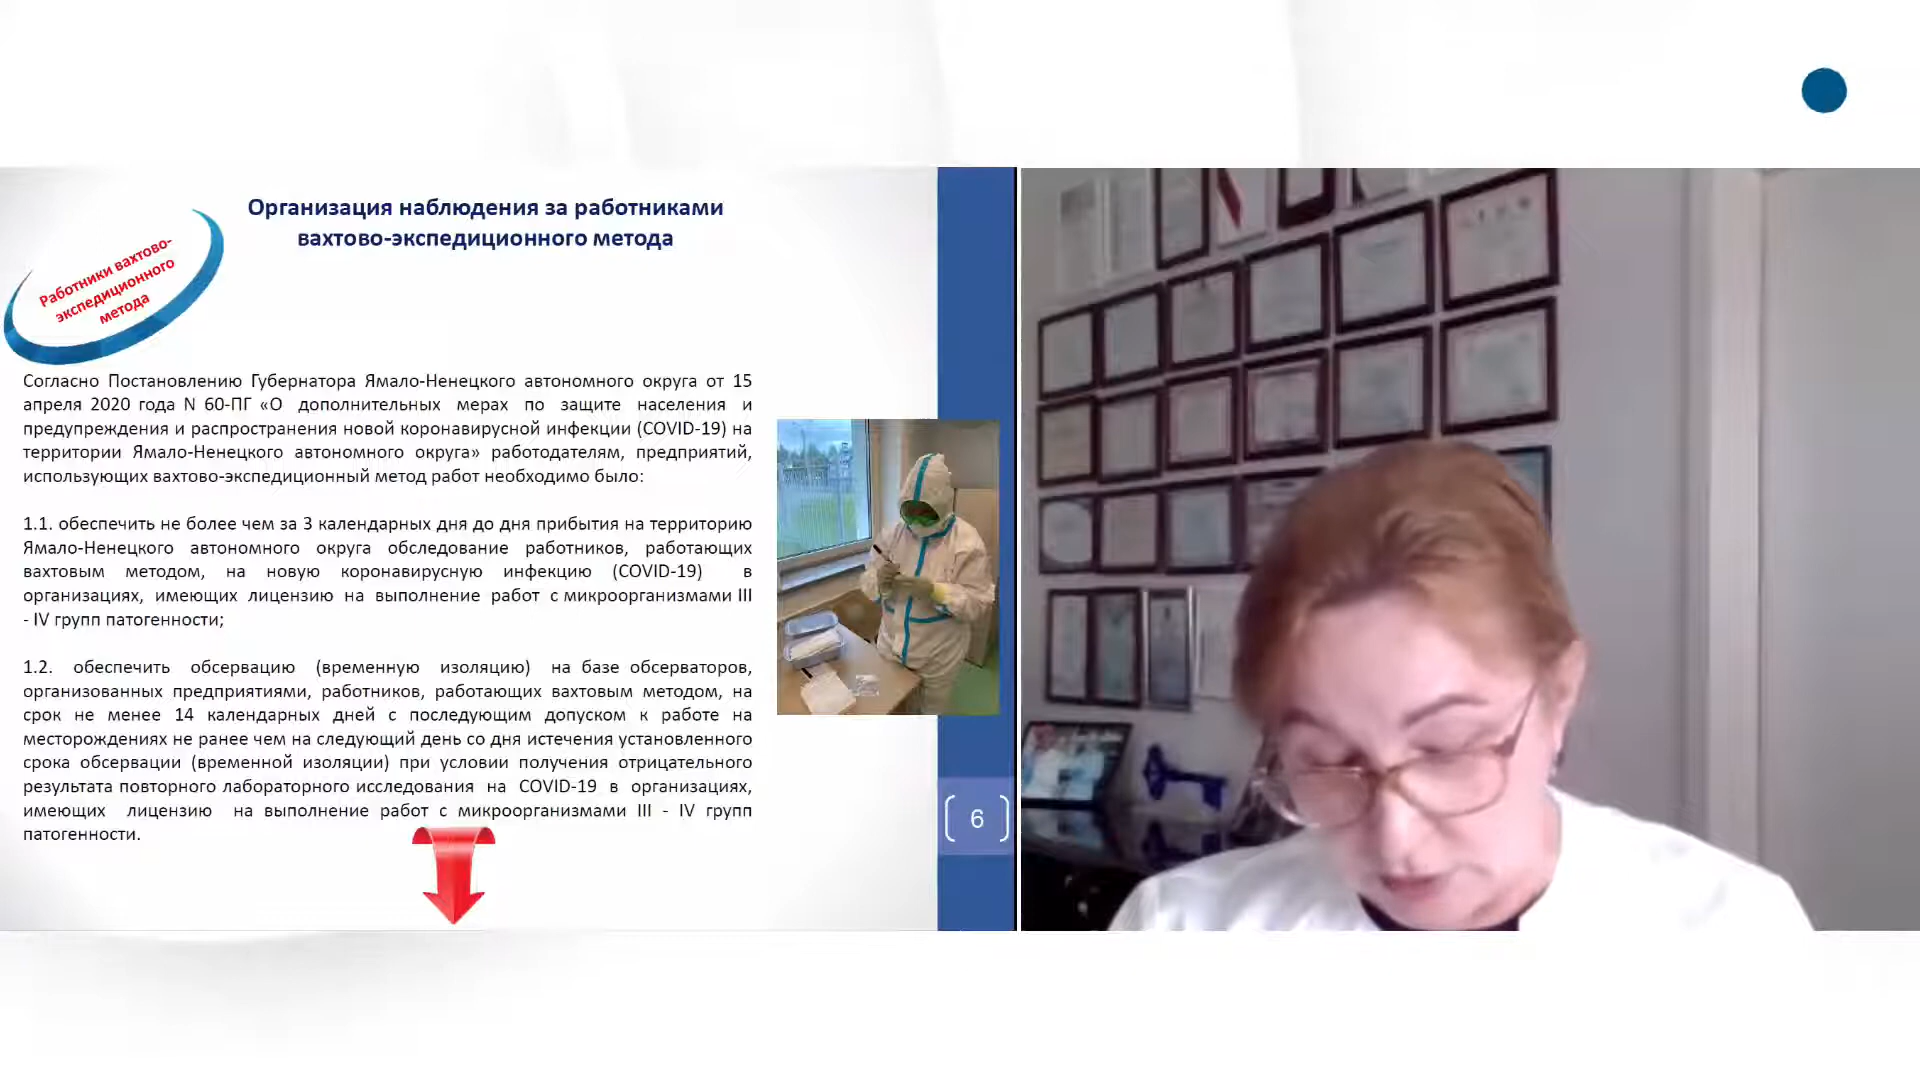 Организация наблюдения за работниками
вахтово-экспедиционного метода
Работники вахтово-
экспедиционного
метода
Согласно Постановлению Губернатора Ямало-Ненецкого автономного округа от 15
апреля 2020 года N 60-ПГ «О дополнительных мерах по защите населения и
предупреждения и распространения новой коронавирусной инфекции (COVID-19) на
территории Ямало-Ненецкого автономного округа» работодателям, предприятий,
использующих вахтово-экспедиционный метод работ необходимо было:
1.1. обеспечить не более чем за 3 календарных дня до дня прибытия на территорию
Ямало-Ненецкого автономного округа обследование работников, работающих
вахтовым методом, на новую коронавирусную инфекцию (COVID-19) в
организациях, имеющих лицензию на выполнение работ с микроорганизмами III
- IV групп патогенности;
1.2. обеспечить обсервацию (временную изоляцию) на базе обсерваторов,
организованных предприятиями, работников, работающих вахтовым методом, на
срок не менее 14 календарных дней с последующим допуском к работе на
месторождениях не ранее чем на следующий день со дня истечения установленного
срока обсервации (временной изоляции) при условии получения отрицательного
результата повторного лабораторного исследования на COVID-19 в организациях,
имеющих лицензию на выполнение работ с микроорганизмами III - IV групп
патогенности.
6